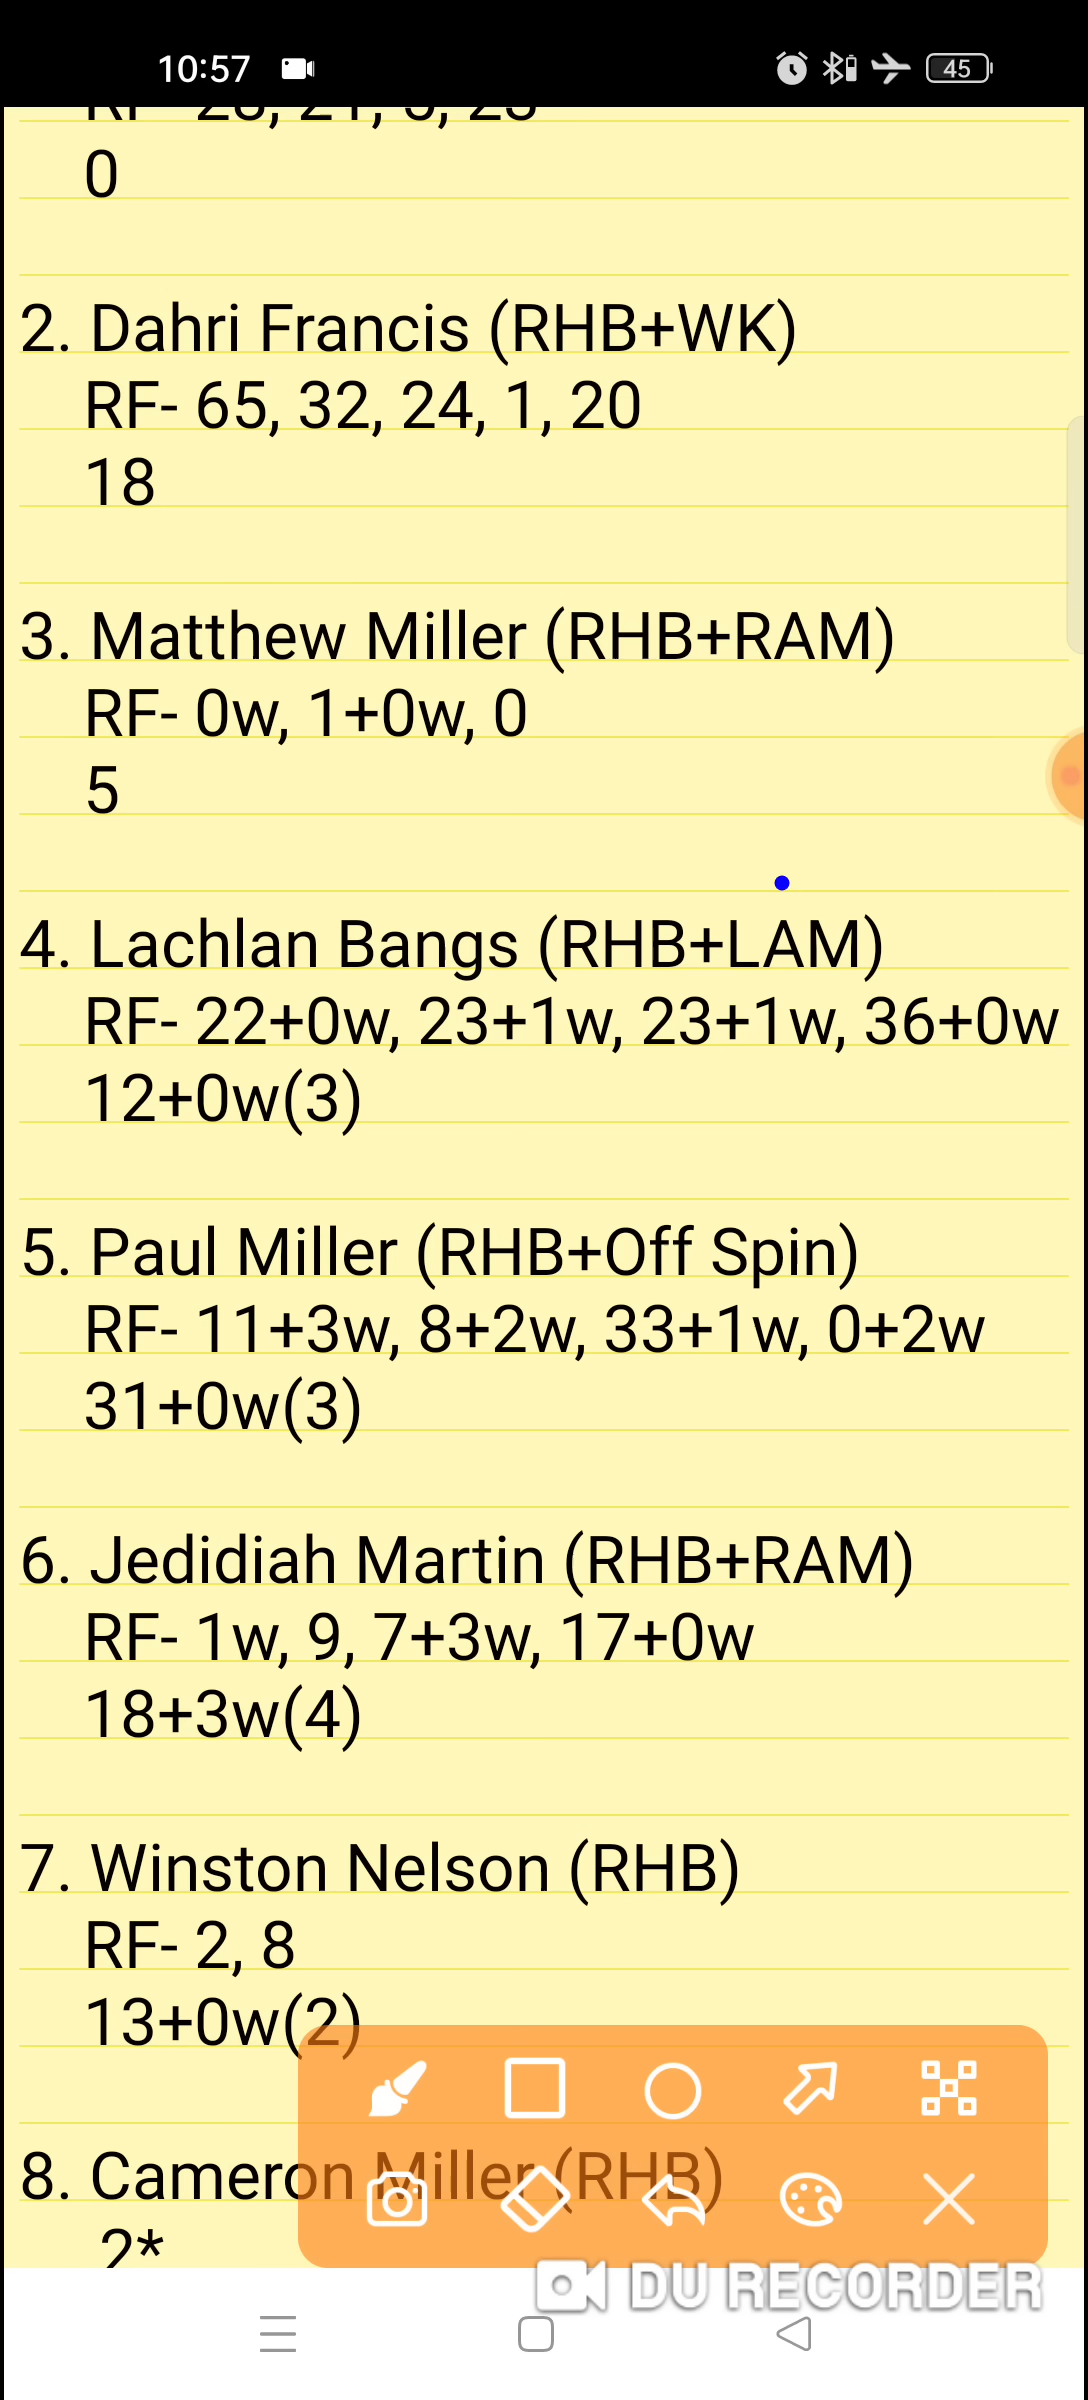 10:57
45
0
2. Dahri Francis (RHB+WK)
RF- 65, 32, 24, 1, 20
18
3. Matthew Miller (RHB+RAM)
RF- 0w, 1+0w, 0
5
4. Lachlan Bangs (RHB+LAM)
RF- 22+0w, 23+1w, 23+1w, 36+0w
12+0w(3)
5. Paul Miller (RHB+Off Spin)
RF- 11+3w, 8+2w, 33+1w, 0+2w
31+0w(3)
6. Jedidiah Martin (RHB+RAM)
RF- 1w, 9, 7+3w, 17+0w
18+3w(4)
7. Winston Nelson (RHB)
RF- 2, 8
13+0w(2)
8. Cameron Miller (RHB)
2*
DU RECORDER